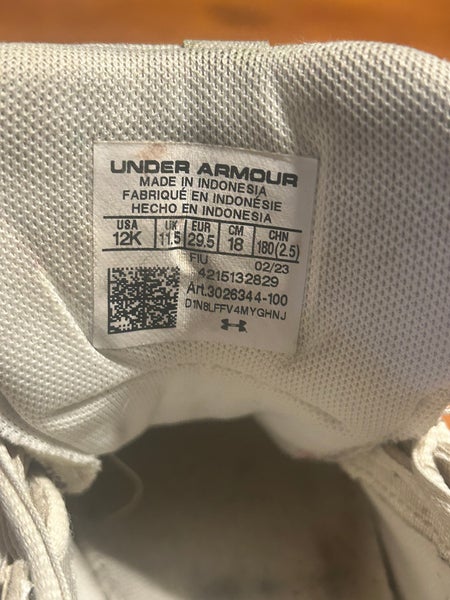 UNDER ARMOUR
MADE IN INDONESIA
FABRIQUÉ EN INDONÉSIE
HECHO EN INDONESIA
USA UK EUR CM CHN
12K 11.5 29.5 18 180(2.5)
FIU 02/23
4215132829
Art.3026344-100
D1N8LFFV4MYGHNJ